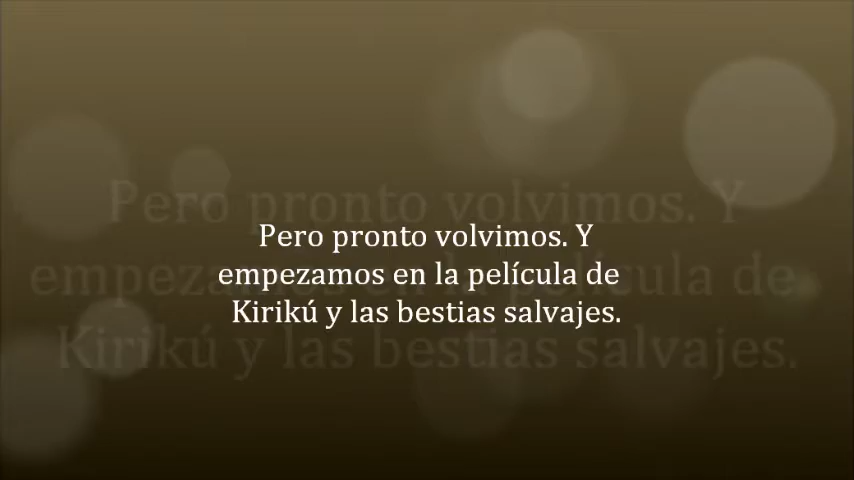 Pero pronto volvimos. Y
empezamos en la película de
Kirikú y las bestias salvajes.